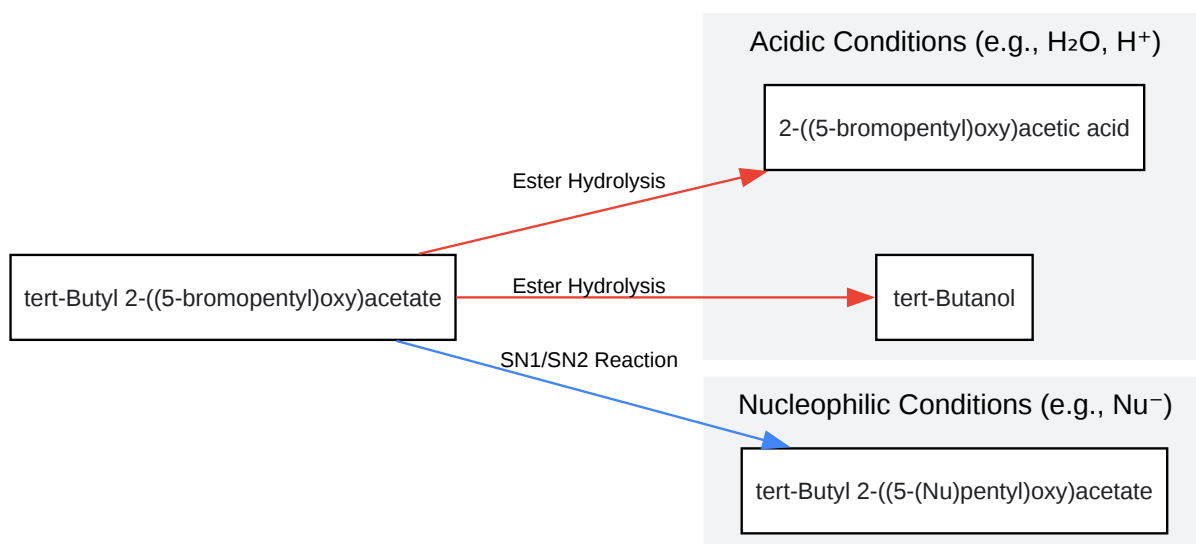 Acidic Conditions (e.g., H₂O, H⁺)
2-((5-bromopentyl)oxy)acetic acid
Ester Hydrolysis
tert-Butyl 2-((5-bromopentyl)oxy)acetate
Ester Hydrolysis
tert-Butanol
SN1/SN2 Reaction
Nucleophilic Conditions (e.g., Nu⁻)
tert-Butyl 2-((5-(Nu)pentyl)oxy)acetate